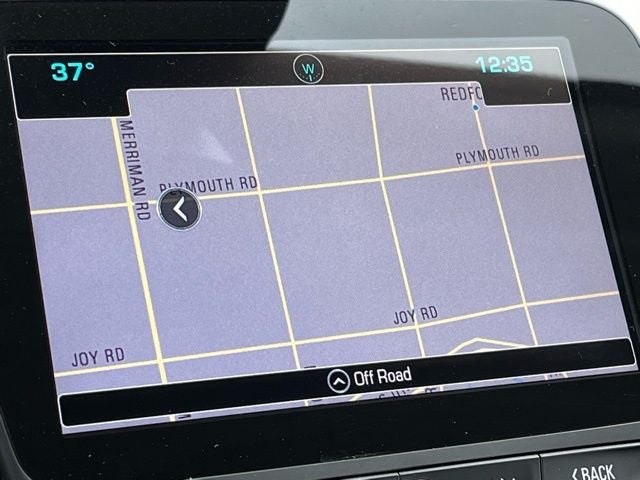 37°
W
12:35
REDFO
MERRIMAN RD
PLYMOUTH RD
PLYMOUTH RD
JOY RD
JOY RD
Off Road
BACK